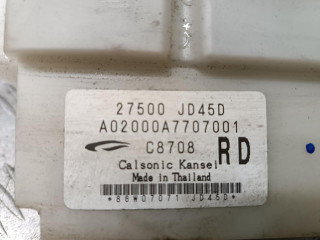 27500 JD45D
A02000A7707001
C8708
RD
Calsonic Kansei
Made in Thailand
*88W07071 JD45D*